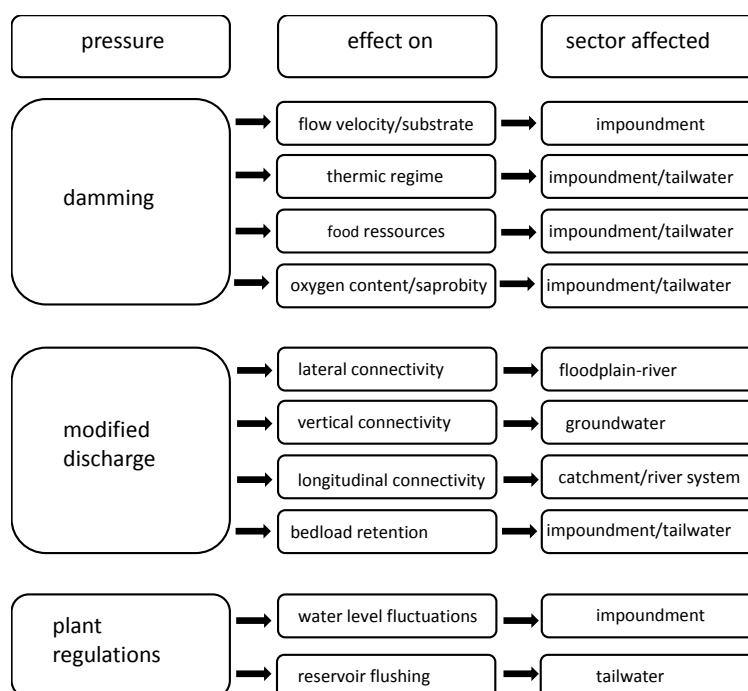 pressure effect on sector affected
flow velocity/substrate impoundment
thermic regime impoundment/tailwater
damming
food ressources impoundment/tailwater
oxygen content/saprobity impoundment/tailwater
lateral connectivity floodplain-river
vertical connectivity groundwater
modified
discharge
longitudinal connectivity catchment/river system
bedload retention impoundment/tailwater
water level fluctuations impoundment
plant
regulations
reservoir flushing tailwater